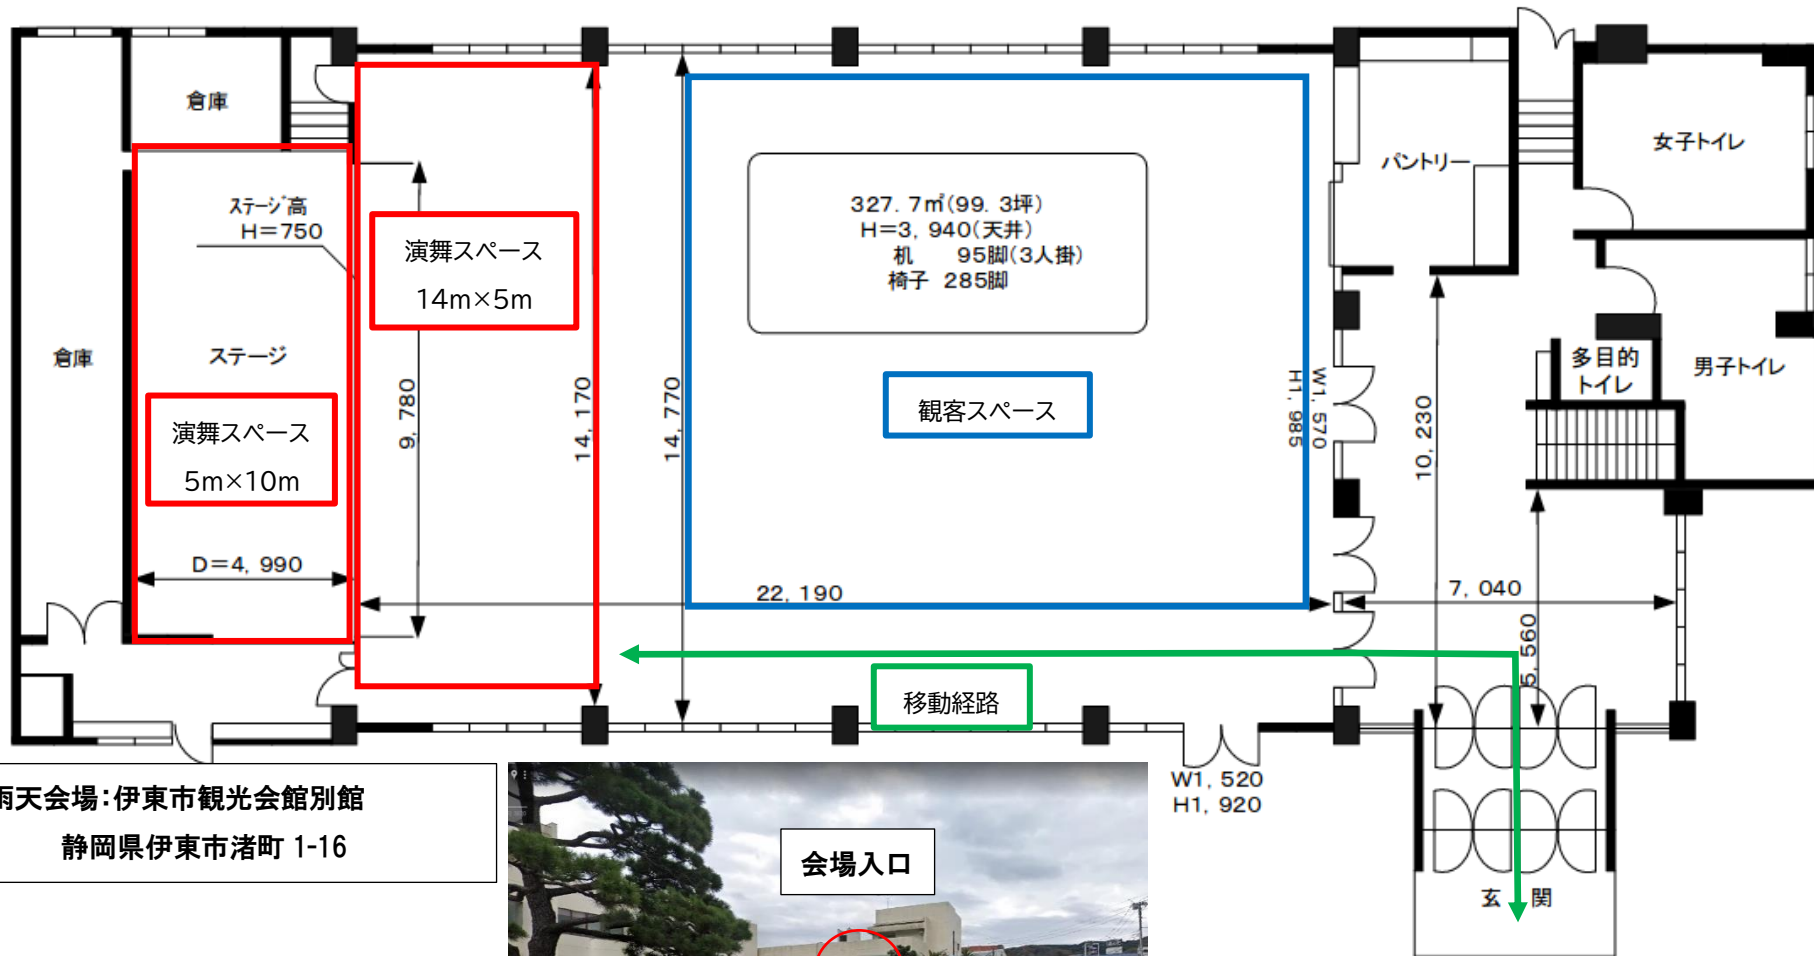 倉庫
ステージ高
H=750
演舞スペース
14m×5m
327. 7㎡(99. 3坪)
H=3, 940(天井)
机 95脚(3人掛)
椅子 285脚
パントリー
女子トイレ
倉庫
ステージ
演舞スペース
5m×10m
D=4, 990
9, 780
14, 170
14, 770
観客スペース
W1, 570
H1, 985
10, 230
多目的
トイレ
男子トイレ
22, 190
7, 040
5, 560
移動経路
W1, 520
H1, 920
玄 関
雨天会場:伊東市観光会館別館
静岡県伊東市渚町 1-16
会場入口